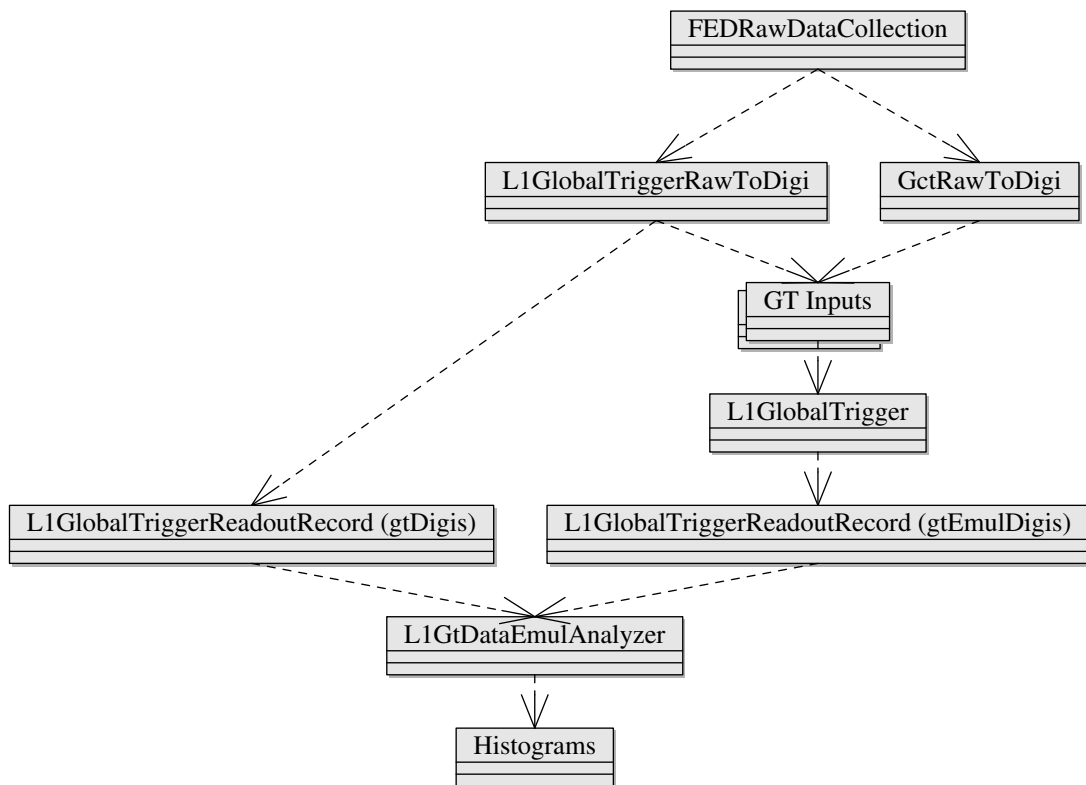 FEDRawDataCollection
L1GlobalTriggerRawToDigi
GctRawToDigi
GT Inputs
L1GlobalTrigger
L1GlobalTriggerReadoutRecord (gtDigis)
L1GlobalTriggerReadoutRecord (gtEmulDigis)
L1GtDataEmulAnalyzer
Histograms